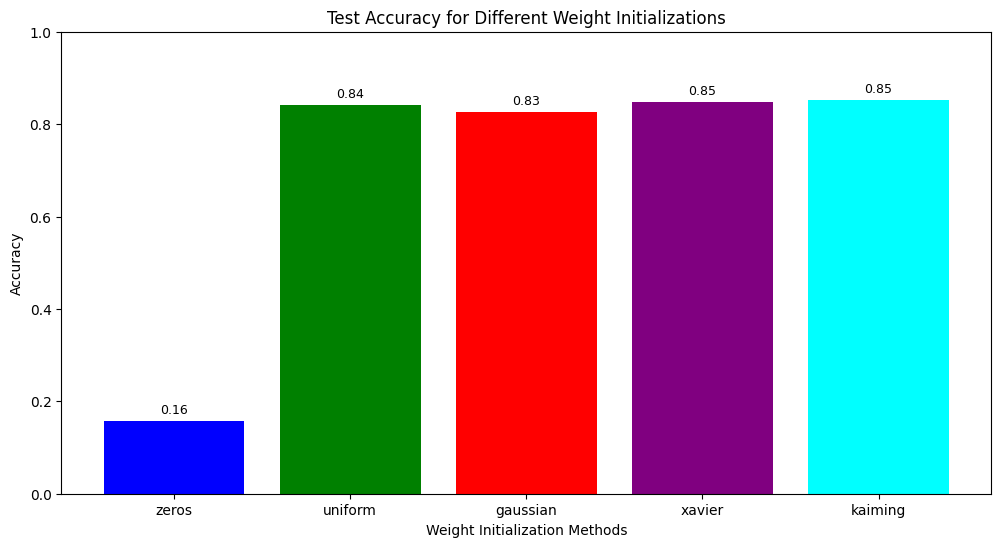 Test Accuracy for Different Weight Initializations
1.0
0.8
0.6
0.4
0.2
0.0
Accuracy
0.16
0.84
0.83
0.85
0.85
zeros
uniform
gaussian
xavier
kaiming
Weight Initialization Methods